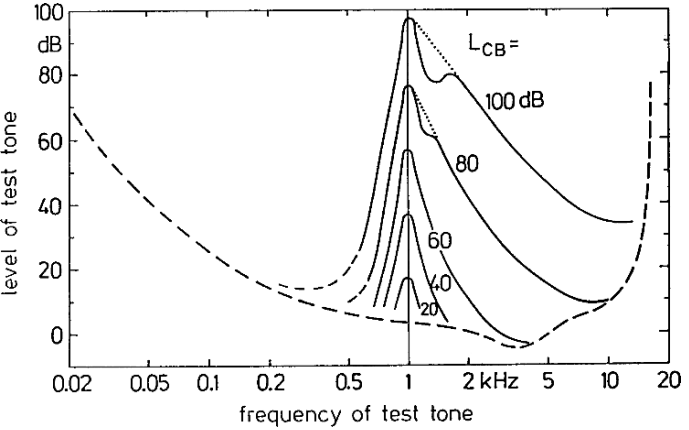 100
dB
80
60
40
20
0
level of test tone
L_CB =
100 dB
80
60
40
20
0.02 0.05 0.1 0.2 0.5 1 2 kHz 5 10 20
frequency of test tone